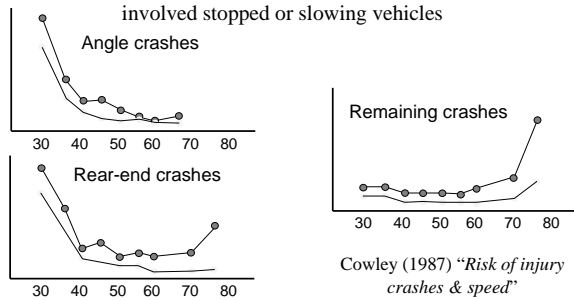 involved stopped or slowing vehicles
Angle crashes
30 40 50 60 70 80
Rear-end crashes
30 40 50 60 70 80
Remaining crashes
30 40 50 60 70 80
Cowley (1987) “Risk of injury
crashes & speed”